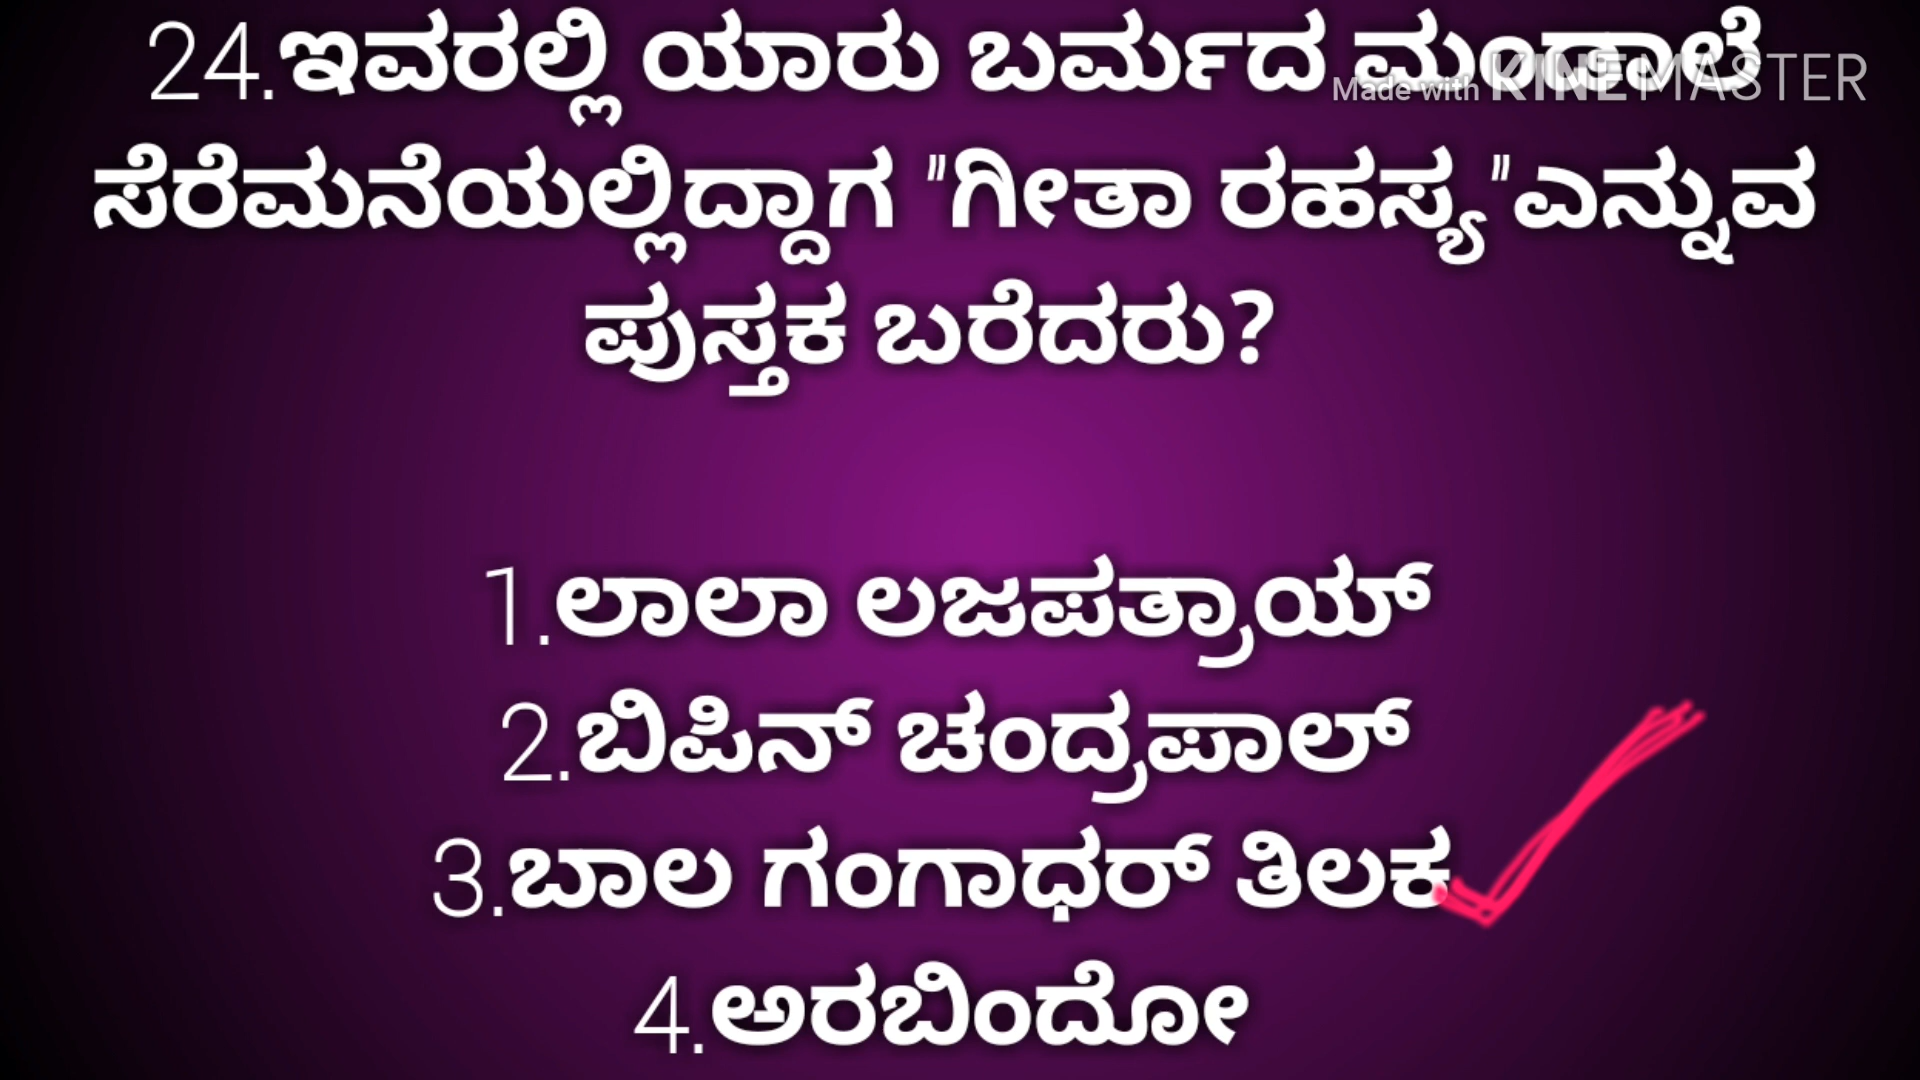 24.ಇವರಲ್ಲಿ ಯಾರು ಬರ್ಮದ ಮಂಡಾಲೆ
Made with KINEMASTER
ಸೆರೆಮನೆಯಲ್ಲಿದ್ದಾಗ "ಗೀತಾ ರಹಸ್ಯ"ಎನ್ನುವ
ಪುಸ್ತಕ ಬರೆದರು?
1.ಲಾಲಾ ಲಜಪತ್ರಾಯ್
2.ಬಿಪಿನ್ ಚಂದ್ರಪಾಲ್
3.ಬಾಲ ಗಂಗಾಧರ್ ತಿಲಕ
4.ಅರಬಿಂದೋ